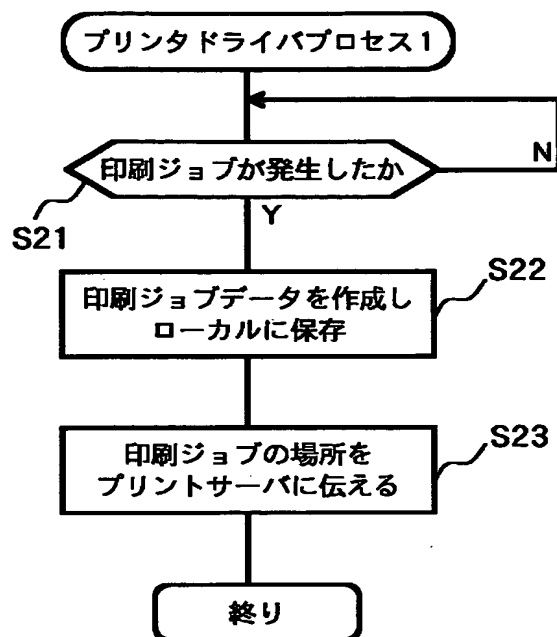 プリンタドライバプロセス1
印刷ジョブが発生したか
N
Y
S21
S22
印刷ジョブデータを作成し
ローカルに保存
S23
印刷ジョブの場所を
プリントサーバに伝える
終り